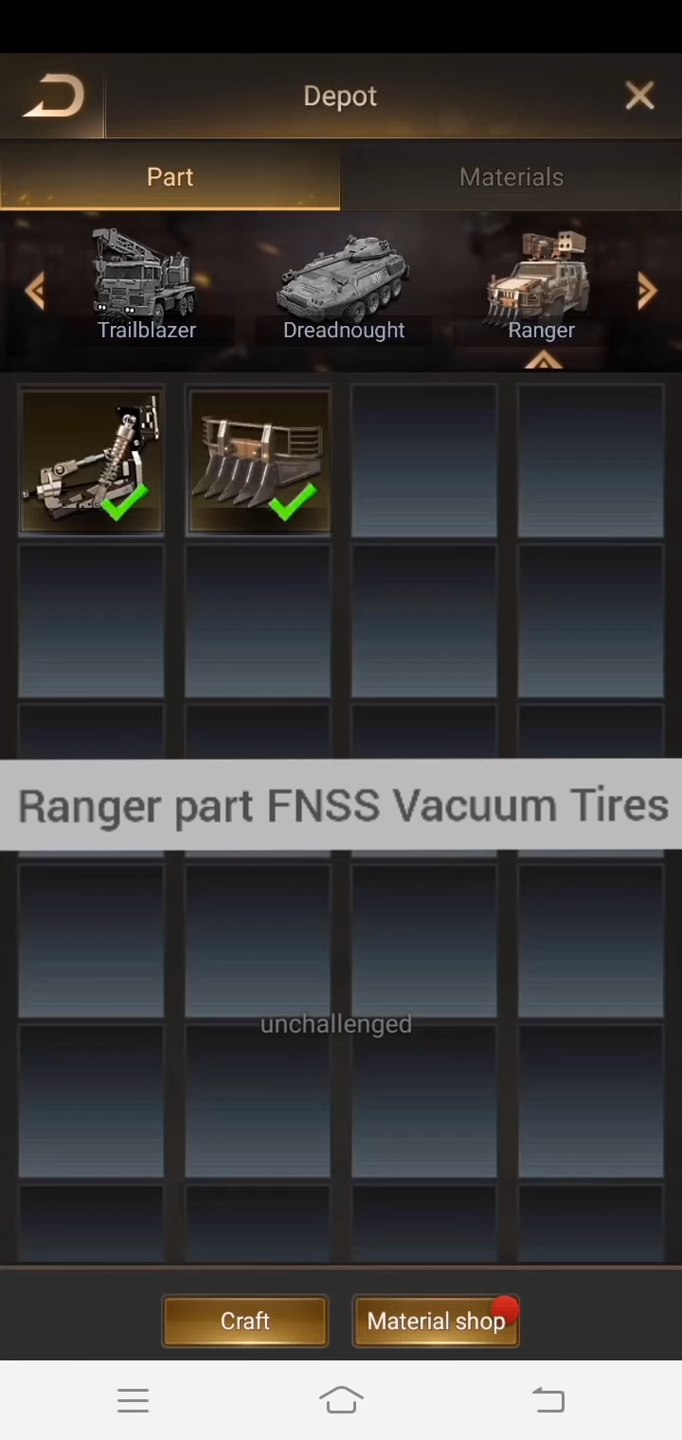 Depot
Part
Materials
Trailblazer
Dreadnought
Ranger
Ranger part FNSS Vacuum Tires
unchallenged
Craft
Material shop